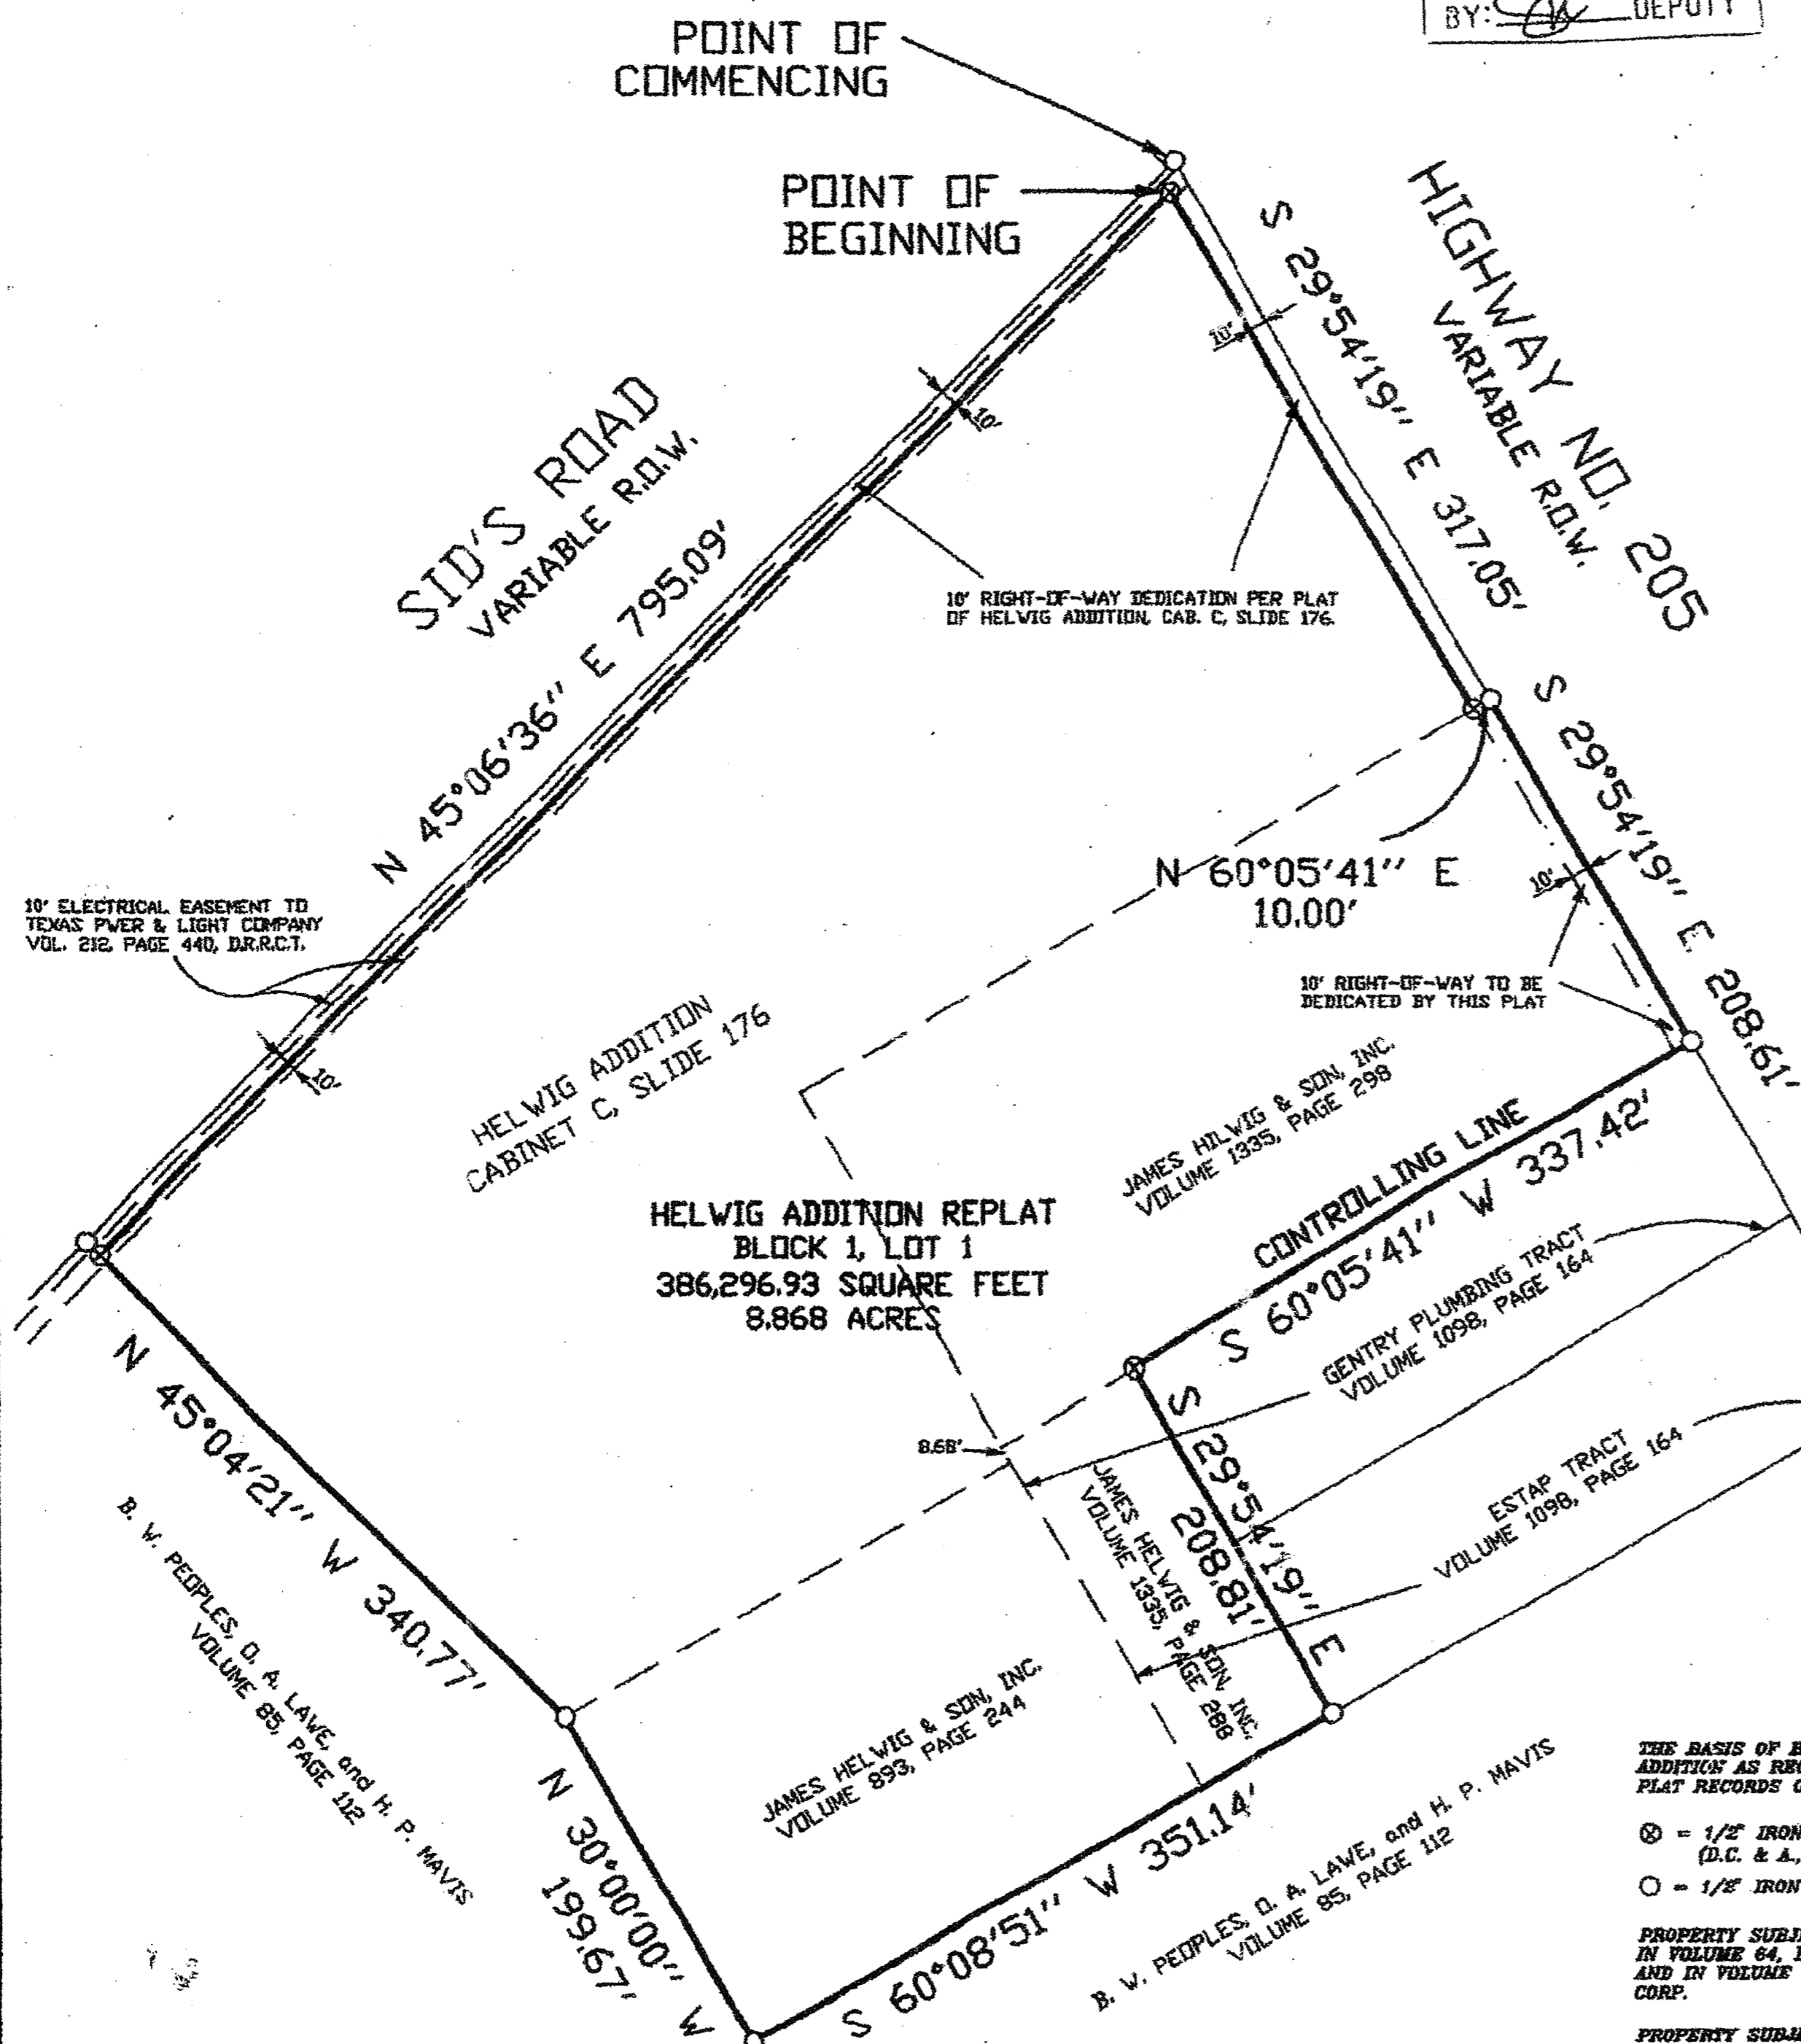 BY: DEPUTY
POINT OF
COMMENCING
POINT OF
BEGINNING
HIGHWAY NO. 205
VARIABLE R.O.W.
S 29°54'19'' E 317.05'
10'
10'
SID'S ROAD
VARIABLE R.O.W.
N 45°06'36'' E 795.09'
10' RIGHT-OF-WAY DEDICATION PER PLAT
OF HELWIG ADDITION, CAB. C, SLIDE 176.
S 29°54'19'' E 208.61'
10'
N 60°05'41'' E
10.00'
10' ELECTRICAL EASEMENT TO
TEXAS PWER & LIGHT COMPANY
VOL. 212, PAGE 440, D.R.R.C.T.
10' RIGHT-OF-WAY TO BE
DEDICATED BY THIS PLAT
10'
HELWIG ADDITION
CABINET C, SLIDE 176
JAMES HILWIG & SON, INC.
VOLUME 1335, PAGE 298
CONTROLLING LINE
S 60°05'41'' W 337.42'
HELWIG ADDITION REPLAT
BLOCK 1, LOT 1
386,296.93 SQUARE FEET
8.868 ACRES
GENTRY PLUMBING TRACT
VOLUME 1098, PAGE 164
N 45°04'21'' W 340.77'
8.68'
S 29°54'19'' E
208.81'
JAMES HELWIG & SON, INC.
VOLUME 1335, PAGE 288
ESTAP TRACT
VOLUME 1098, PAGE 164
B. W. PEOPLES, O. A. LAWE, and H. P. MAVIS
VOLUME 85, PAGE 112
JAMES HELWIG & SON, INC.
VOLUME 893, PAGE 244
N 30°00'00'' W
199.67'
S 60°08'51'' W 351.14'
B. W. PEOPLES, O. A. LAWE, and H. P. MAVIS
VOLUME 85, PAGE 112
THE BASIS OF B
ADDITION AS REC
PLAT RECORDS
⊗ = 1/2" IRON
(D.C. & A.,
○ = 1/2" IRON
PROPERTY SUBJE
IN VOLUME 64,
AND IN VOLUME
CORP.
PROPERTY SUBJE